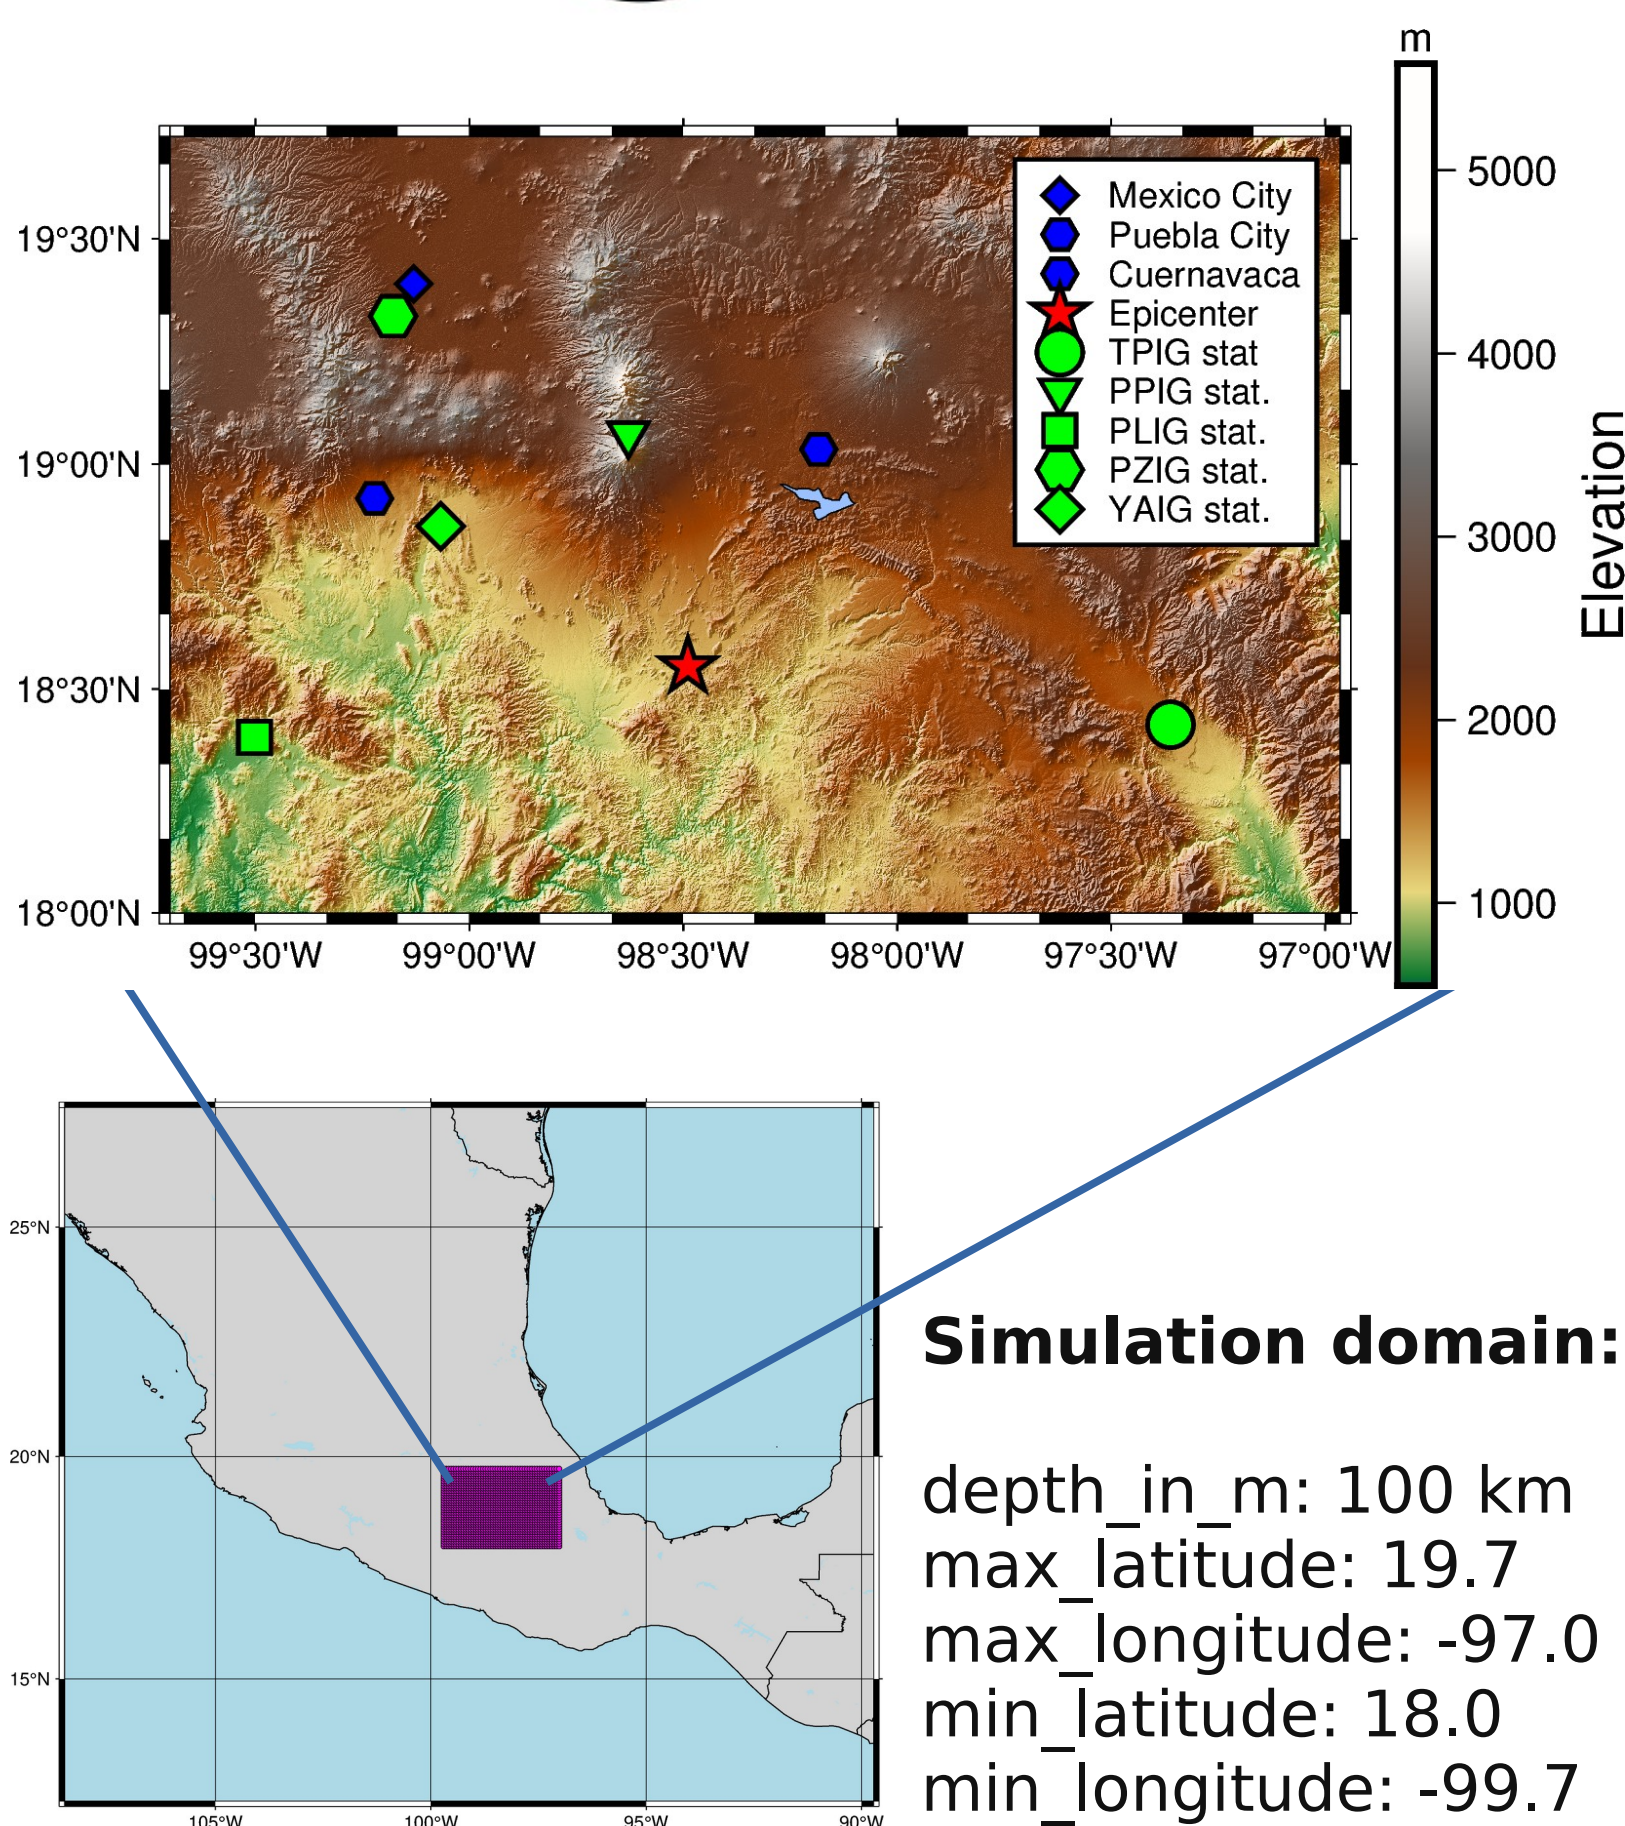 m
5000
4000
3000
2000
1000
Elevation
19°30'N
19°00'N
18°30'N
18°00'N
99°30'W
99°00'W
98°30'W
98°00'W
97°30'W
97°00'W
Mexico City
Puebla City
Cuernavaca
Epicenter
TPIG stat
PPIG stat.
PLIG stat.
PZIG stat.
YAIG stat.
25°N
20°N
15°N
105°W
100°W
95°W
90°W
Simulation domain:
depth_in_m: 100 km
max_latitude: 19.7
max_longitude: -97.0
min_latitude: 18.0
min_longitude: -99.7